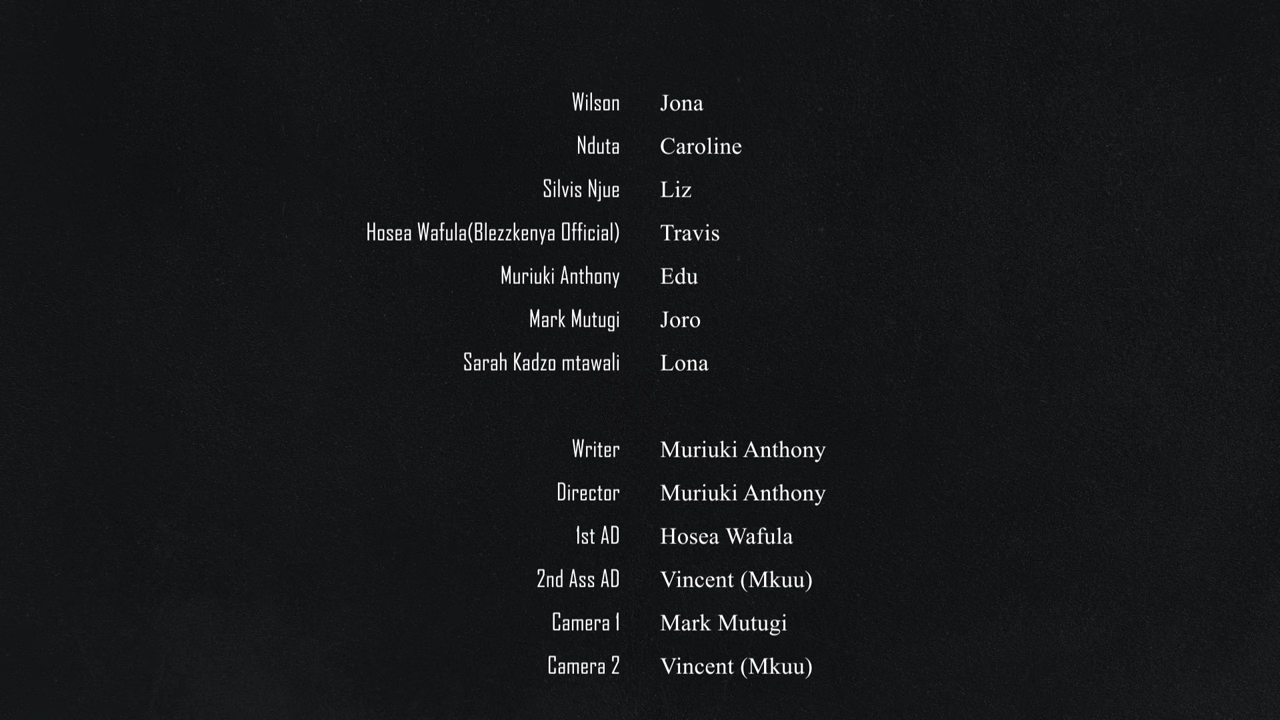 Wilson Jona
Nduta Caroline
Silvis Njue Liz
Hosea Wafula(Blezzkenya Official) Travis
Muriuki Anthony Edu
Mark Mutugi Joro
Sarah Kadzo mtawali Lona
Writer Muriuki Anthony
Director Muriuki Anthony
1st AD Hosea Wafula
2nd Ass AD Vincent (Mkuu)
Camera 1 Mark Mutugi
Camera 2 Vincent (Mkuu)